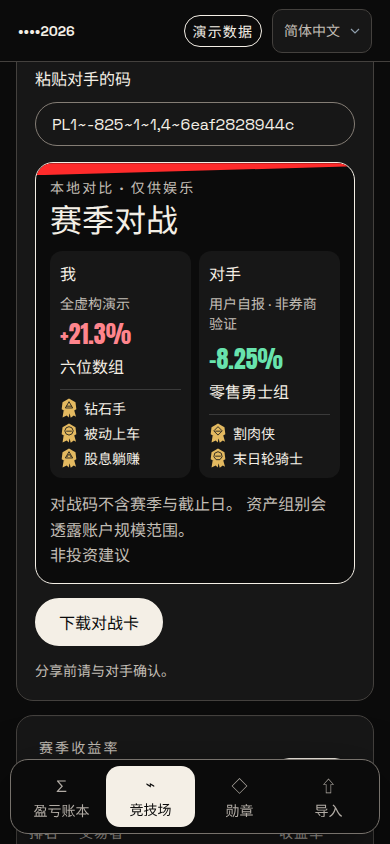 ••••2026
演示数据
简体中文
粘贴对手的码
PL1~-825~1~1,4~6eaf2828944c
本地对比 · 仅供娱乐
赛季对战
我
全虚构演示
+21.3%
六位数组
钻石手
被动上车
股息躺赚
对手
用户自报 · 非券商
验证
-8.25%
零售勇士组
割肉侠
末日轮骑士
对战码不含赛季与截止日。 资产组别会
透露账户规模范围。
非投资建议
下载对战卡
分享前请与对手确认。
赛季收益率
Σ
盈亏账本
⌁
竞技场
◇
勋章
⇧
导入